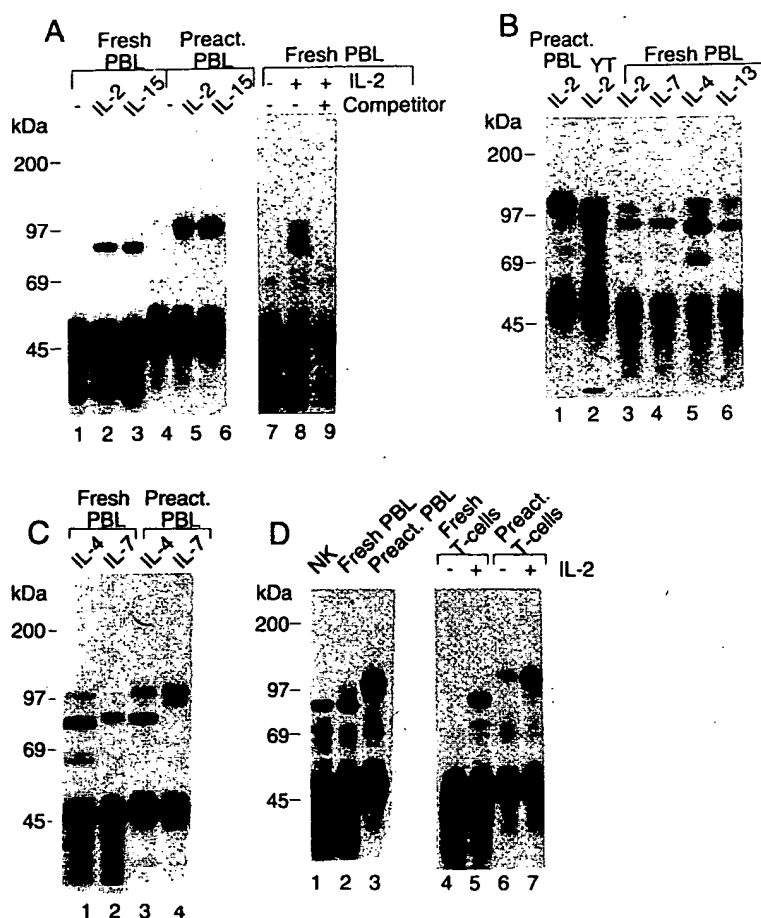 A
Fresh PBL Preact. PBL
- IL-2 IL-15 - IL-2 IL-15
kDa
200-
97-
69-
45-
1 2 3 4 5 6
Fresh PBL
- + + IL-2
- - + Competitor
7 8 9
B
Preact. PBL YT Fresh PBL
IL-2 IL-2 IL-2 IL-7 IL-4 IL-13
kDa
200-
97-
69-
45-
1 2 3 4 5 6
C
Fresh PBL Preact. PBL
IL-4 IL-7 IL-4 IL-7
kDa
200-
97-
69-
45-
1 2 3 4
D
NK Fresh PBL Preact. PBL
kDa
200-
97-
69-
45-
1 2 3
Fresh T-cells Preact. T-cells
- + - + IL-2
4 5 6 7